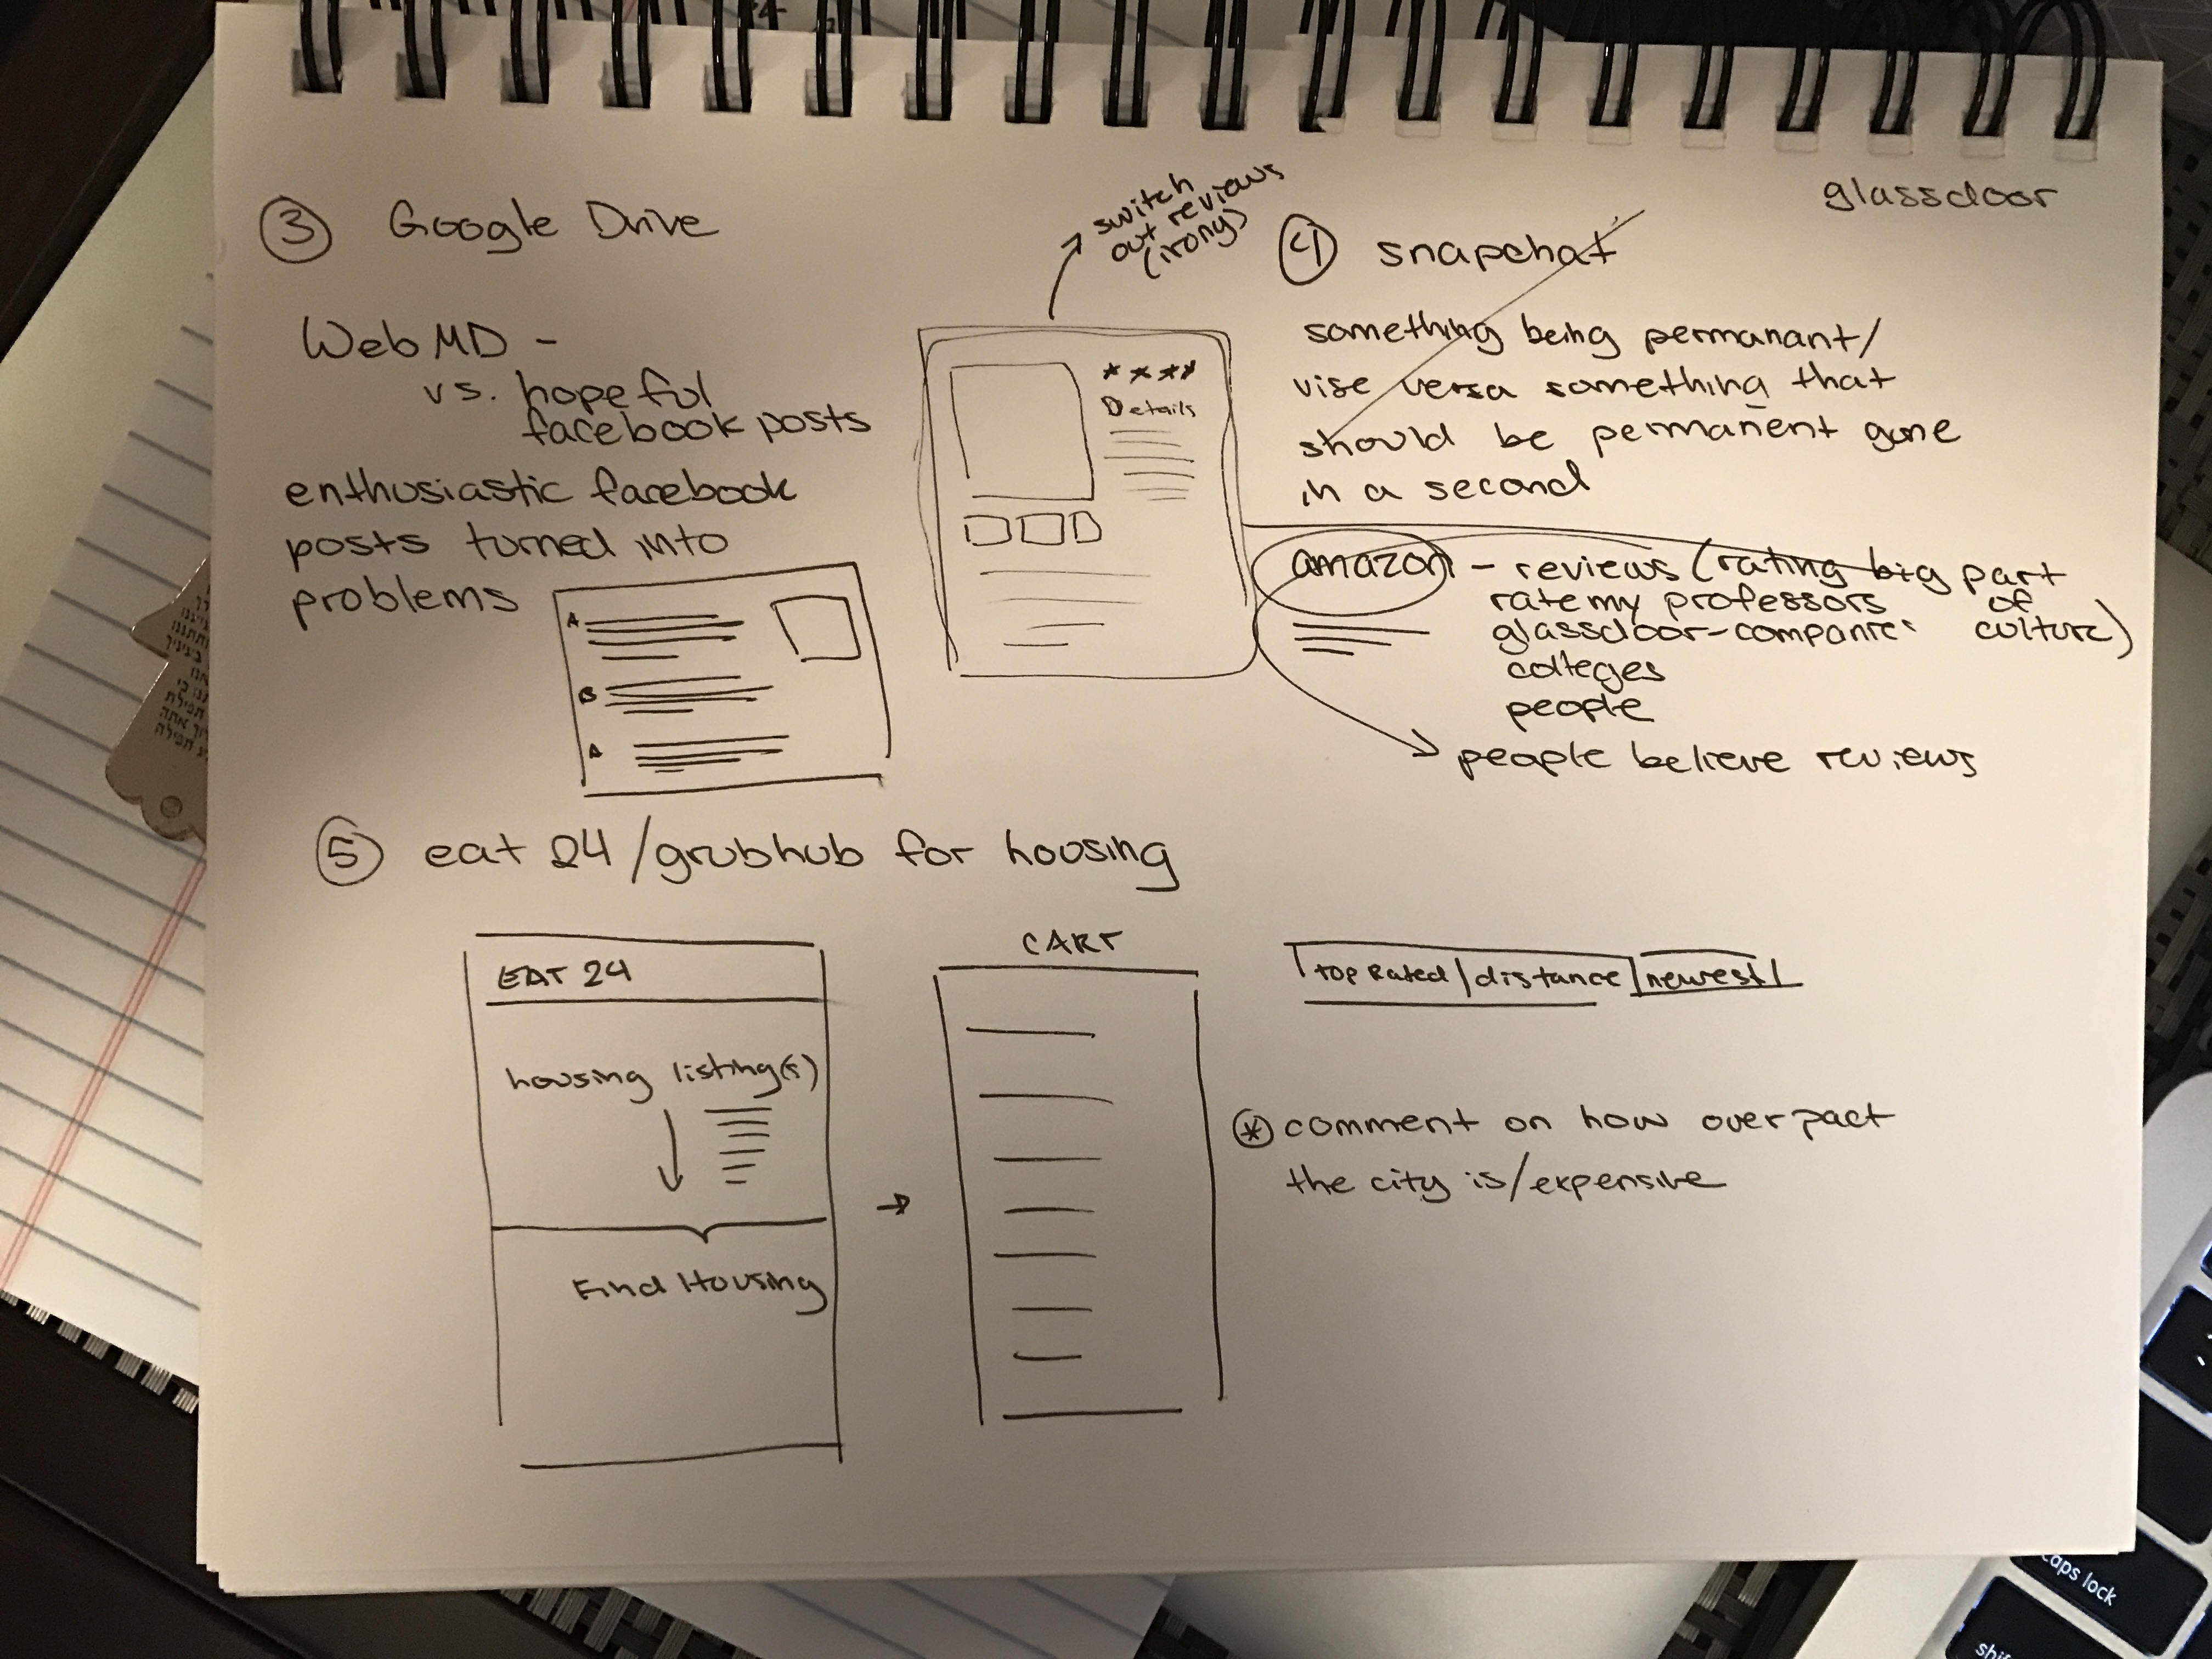 glassdoor
③ Google Drive
WebMD -
vs. hopeful
facebook posts
enthusiastic facebook
posts turned into
problems
A
B
A
switch
out reviews
(irony)
****
Details
④ snapchat
something being permanant/
vise versa something that
should be permanent gone
in a second
amazon - reviews (rating big part
rate my professors of
glassdoor-companies culture)
colleges
people
people believe reviews
⑤ eat 24/grubhub for housing
EAT 24
housing listing(s)
Find Housing
CART
top Rated/distance/newest/
* comment on how over pact
the city is/expensive
caps lock